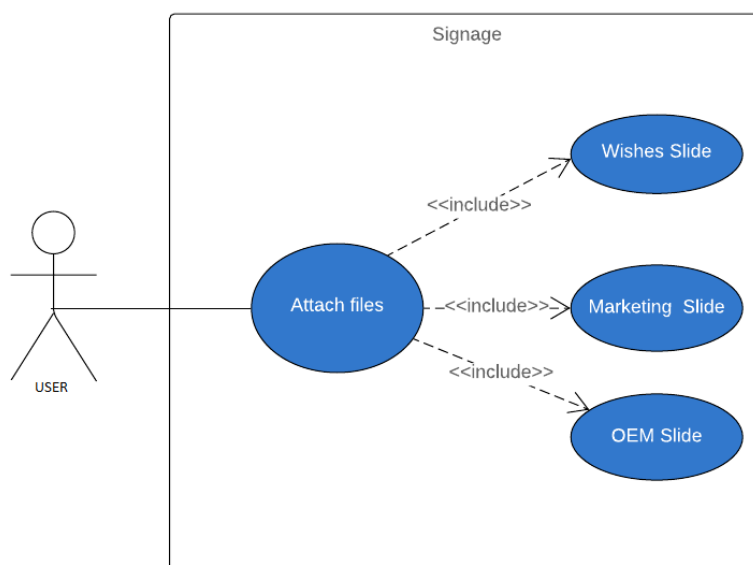 Signage
Wishes Slide
<<include>>
Attach files
<<include>>
Marketing  Slide
<<include>>
USER
OEM Slide